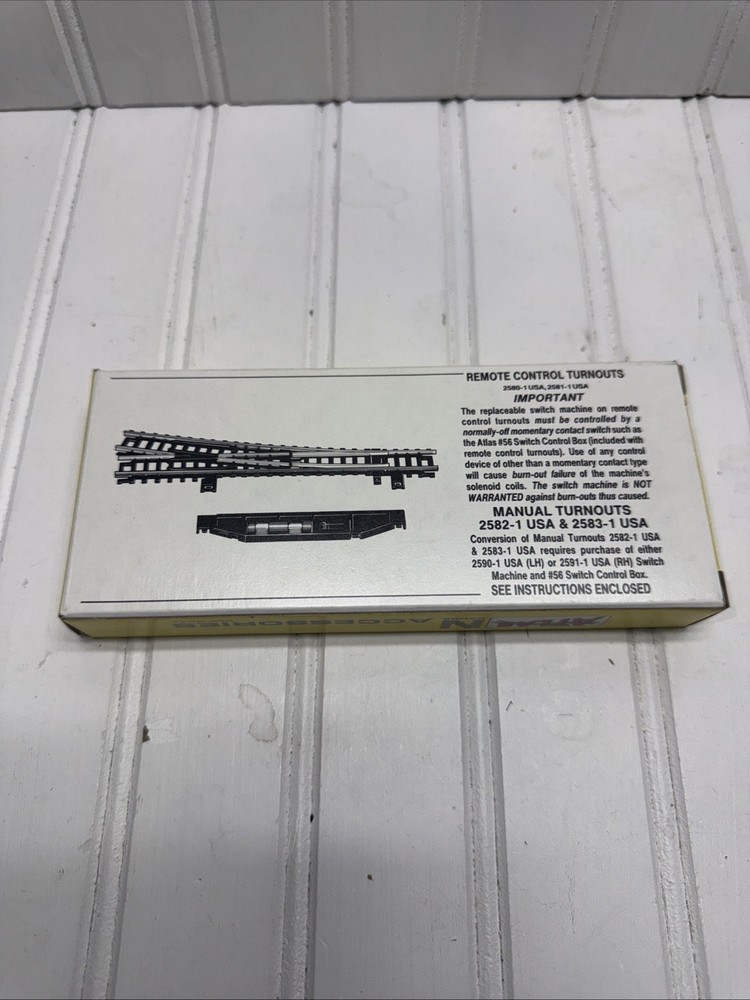 REMOTE CONTROL TURNOUTS
2580-1 USA, 2581-1 USA
IMPORTANT
The replaceable switch machine on remote
control turnouts must be controlled by a
normally-off momentary contact switch such as
the Atlas #56 Switch Control Box (included with
remote control turnouts). Use of any control
device of other than a momentary contact type
will cause burn-out failure of the machine's
solenoid coils. The switch machine is NOT
WARRANTED against burn-outs thus caused.
MANUAL TURNOUTS
2582-1 USA & 2583-1 USA
Conversion of Manual Turnouts 2582-1 USA
& 2583-1 USA requires purchase of either
2590-1 USA (LH) or 2591-1 USA (RH) Switch
Machine and #56 Switch Control Box.
SEE INSTRUCTIONS ENCLOSED
ATLAS N ACCESSORIES